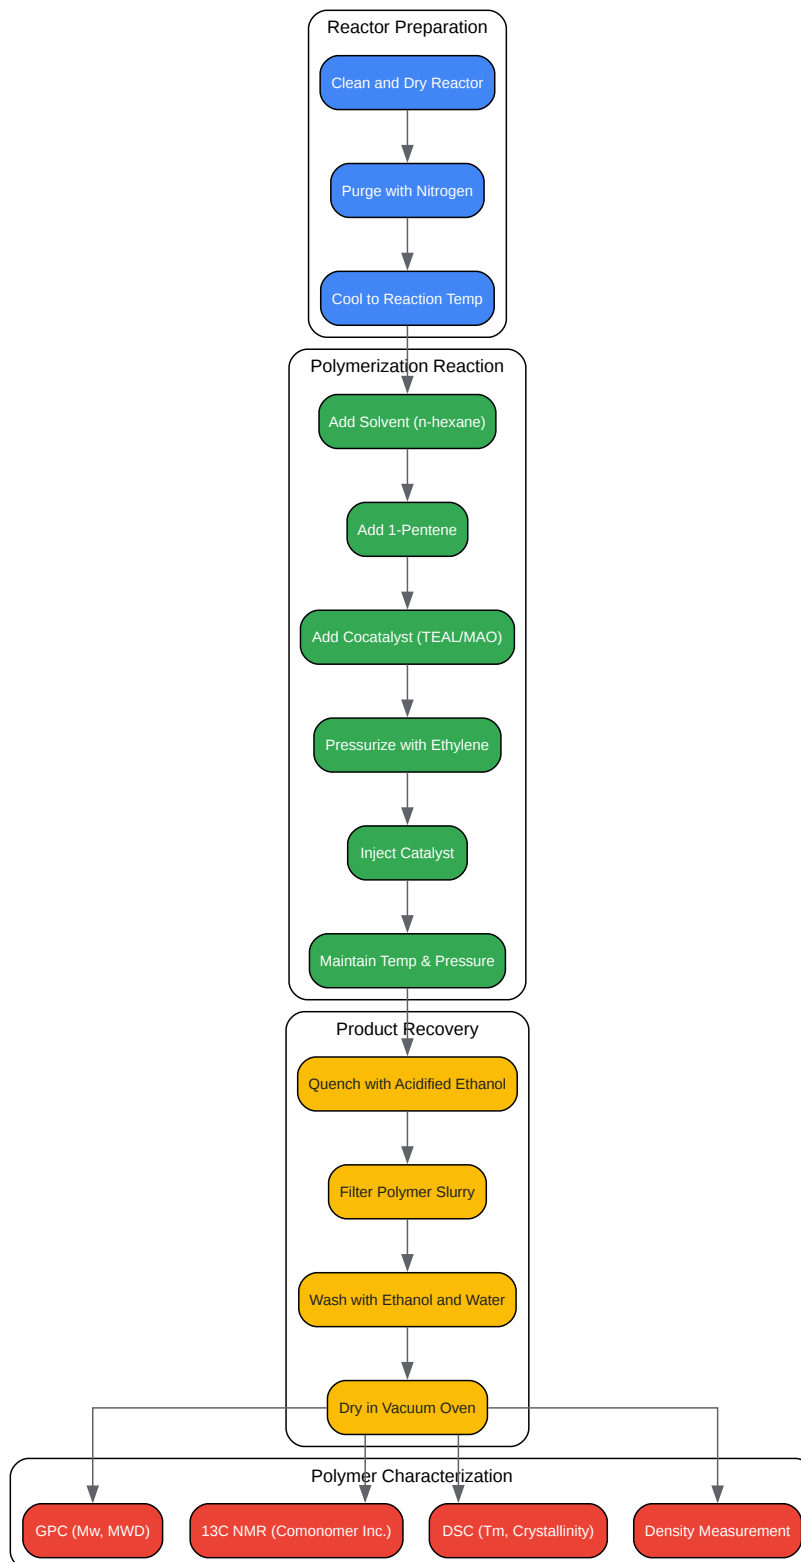 Reactor Preparation
Clean and Dry Reactor
Purge with Nitrogen
Cool to Reaction Temp
Polymerization Reaction
Add Solvent (n-hexane)
Add 1-Pentene
Add Cocatalyst (TEAL/MAO)
Pressurize with Ethylene
Inject Catalyst
Maintain Temp & Pressure
Product Recovery
Quench with Acidified Ethanol
Filter Polymer Slurry
Wash with Ethanol and Water
Dry in Vacuum Oven
Polymer Characterization
GPC (Mw, MWD)
13C NMR (Comonomer Inc.)
DSC (Tm, Crystallinity)
Density Measurement